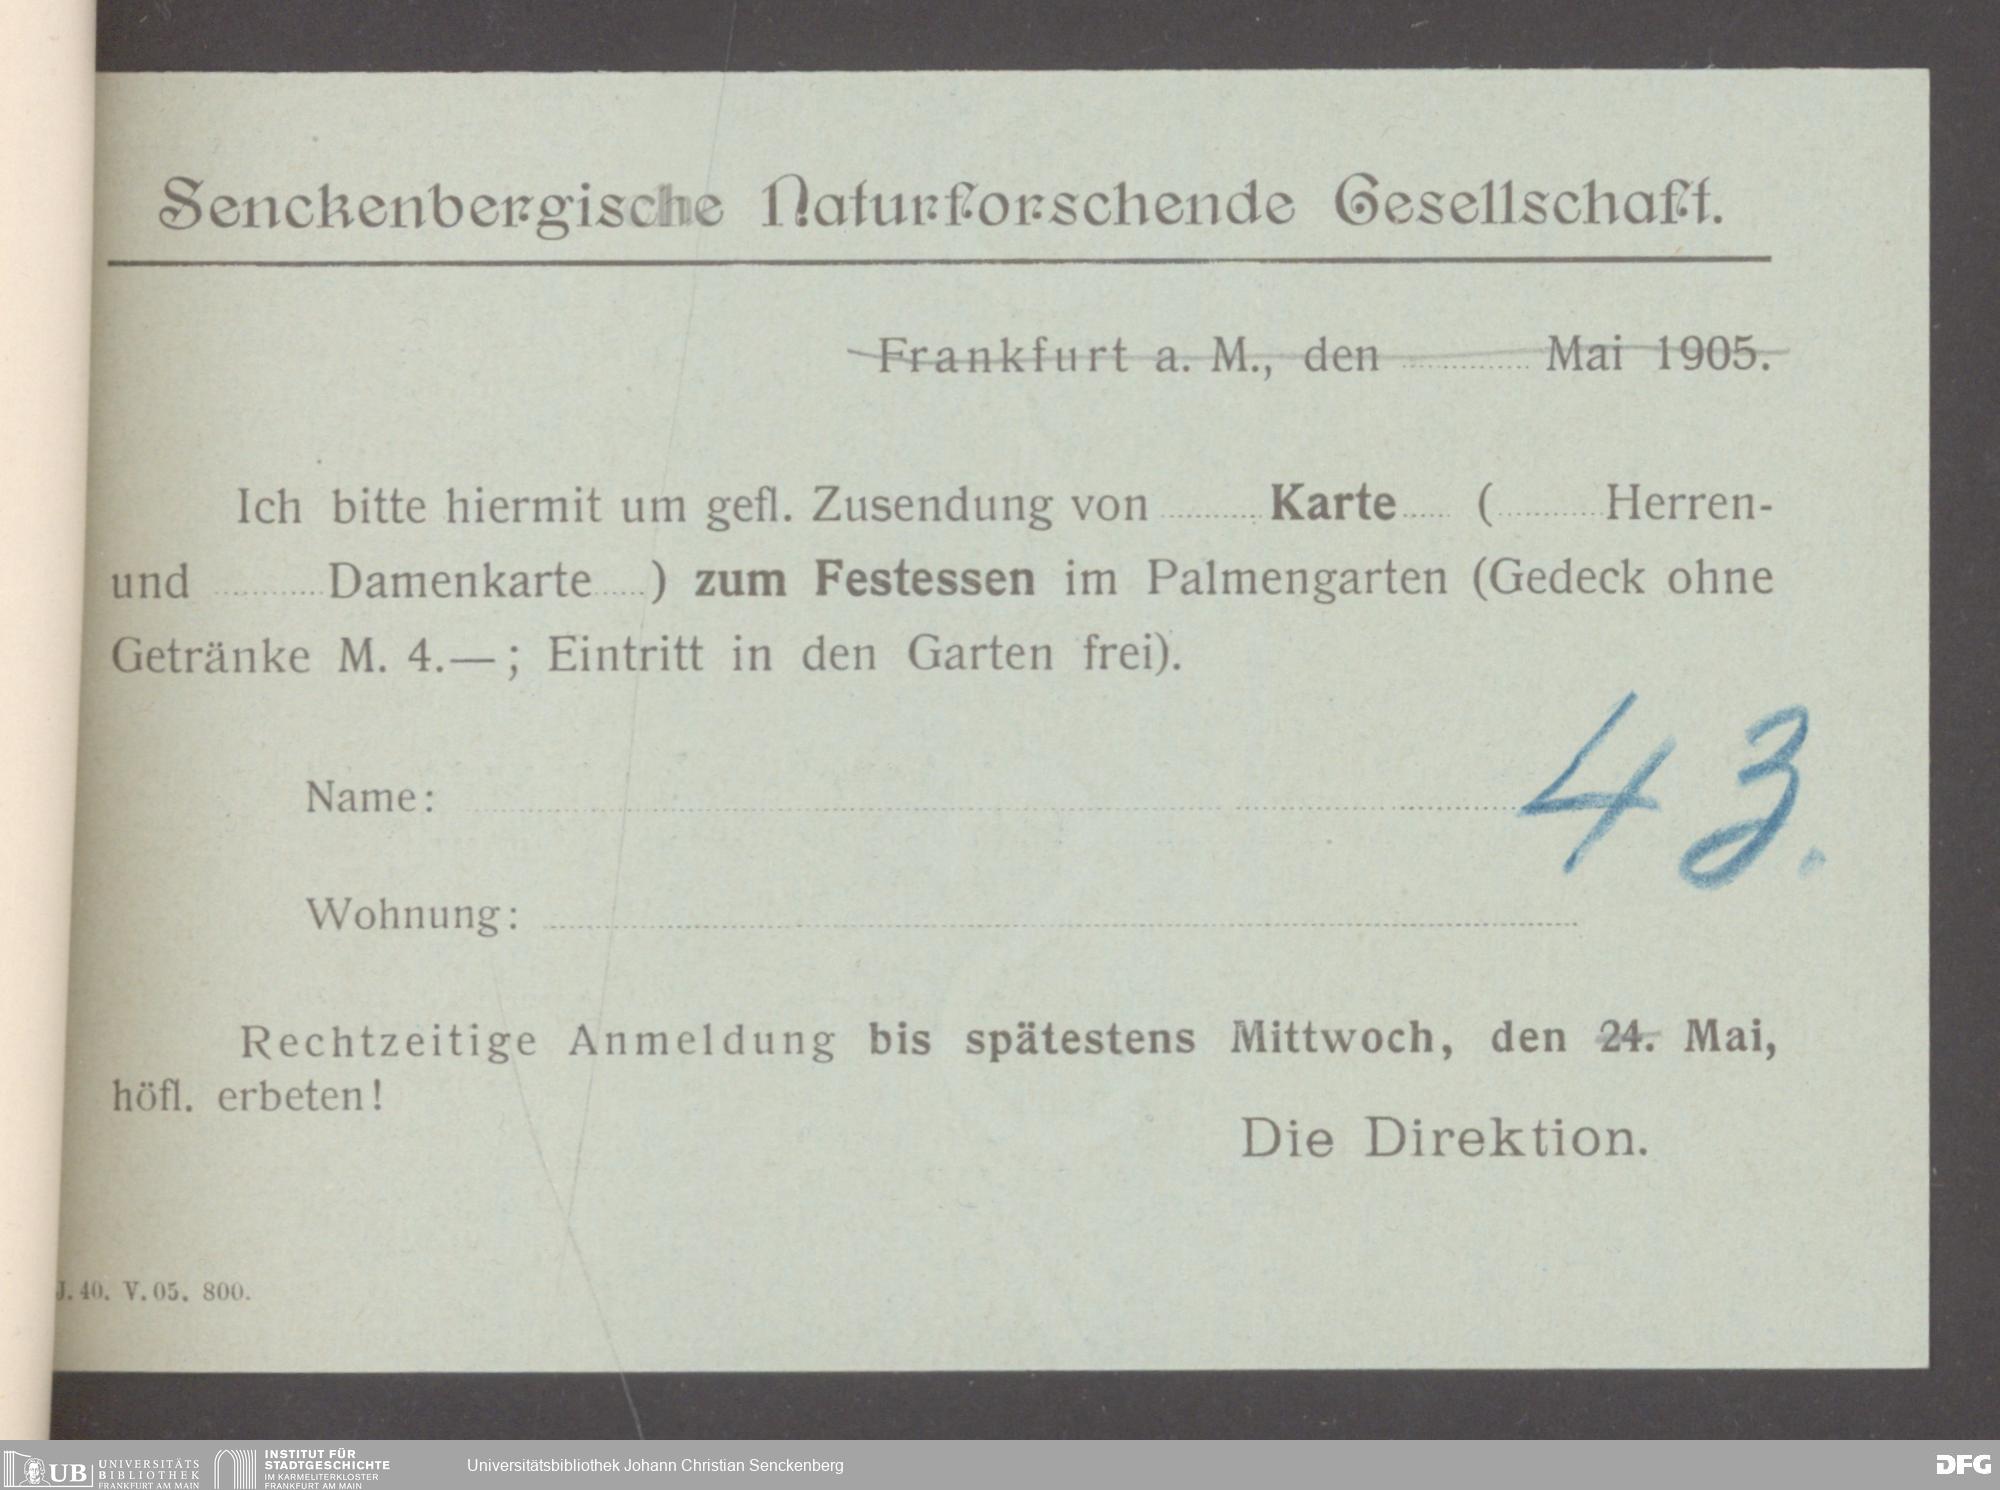 Senckenbergische Naturforschende Gesellschaft.
Frankfurt a. M., den ............ Mai 1905.
Ich bitte hiermit um gefl. Zusendung von ......... Karte ..... ( ......... Herren-
und .......... Damenkarte ..... ) zum Festessen im Palmengarten (Gedeck ohne
Getränke M. 4.—; Eintritt in den Garten frei).
43.
Name:
Wohnung:
Rechtzeitige Anmeldung bis spätestens Mittwoch, den 24. Mai,
höfl. erbeten!
Die Direktion.
J. 40. V. 05. 800.
UB UNIVERSITÄTS
BIBLIOTHEK
FRANKFURT AM MAIN
INSTITUT FÜR
STADTGESCHICHTE
IM KARMELITERKLOSTER
FRANKFURT AM MAIN
Universitätsbibliothek Johann Christian Senckenberg
DFG